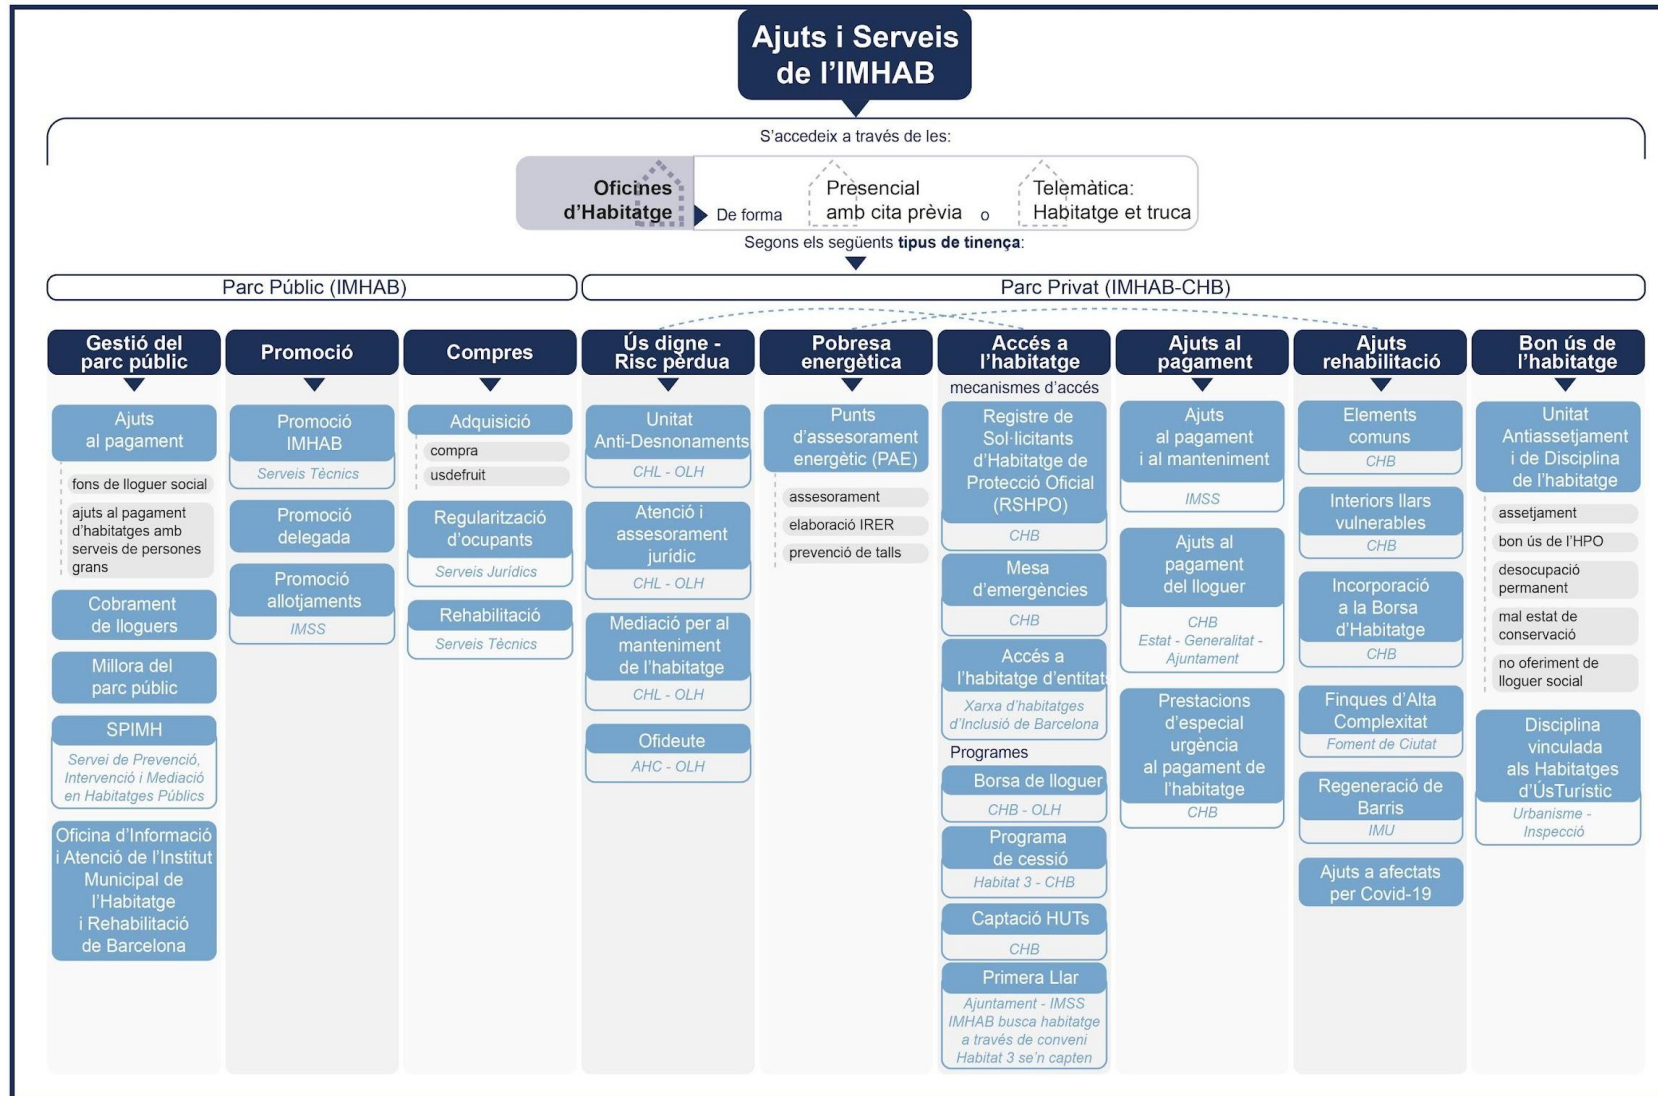 Ajuts i Serveis
de l'IMHAB
S'accedeix a través de les:
Oficines
d'Habitatge
De forma
Presencial
amb cita prèvia
o
Telemàtica:
Habitatge et truca
Segons els següents tipus de tinença:
Parc Públic (IMHAB)
Parc Privat (IMHAB-CHB)
Gestió del
parc públic
Ajuts
al pagament
fons de lloguer social
ajuts al pagament
d'habitatges amb
serveis de persones
grans
Cobrament
de lloguers
Millora del
parc públic
SPIMH
Servei de Prevenció,
Intervenció i Mediació
en Habitatges Públics
Oficina d'Informació
i Atenció de l'Institut
Municipal de
l'Habitatge
i Rehabilitació
de Barcelona
Promoció
Promoció
IMHAB
Serveis Tècnics
Promoció
delegada
Promoció
allotjaments
IMSS
Compres
Adquisició
compra
usdefruit
Regularització
d'ocupants
Serveis Jurídics
Rehabilitació
Serveis Tècnics
Ús digne -
Risc pèrdua
Unitat
Anti-Desnonaments
CHL - OLH
Atenció i
assesorament
jurídic
CHL - OLH
Mediació per al
manteniment
de l'habitatge
CHL - OLH
Ofideute
AHC - OLH
Pobresa
energètica
Punts
d'assesorament
energètic (PAE)
assesorament
elaboració IRER
prevenció de talls
Accés a
l'habitatge
mecanismes d'accés
Registre de
Sol·licitants
d'Habitatge de
Protecció Oficial
(RSHPO)
CHB
Mesa
d'emergències
CHB
Accés a
l'habitatge d'entitats
Xarxa d'habitatges
d'Inclusió de Barcelona
Programes
Borsa de lloguer
CHB - OLH
Programa
de cessió
Habitat 3 - CHB
Captació HUTs
CHB
Primera Llar
Ajuntament - IMSS
IMHAB busca habitatge
a través de conveni
Habitat 3 se'n capten
Ajuts al
pagament
Ajuts
al pagament
i al manteniment
IMSS
Ajuts al
pagament
del lloguer
CHB
Estat - Generalitat -
Ajuntament
Prestacions
d'especial
urgència
al pagament de
l'habitatge
CHB
Ajuts
rehabilitació
Elements
comuns
CHB
Interiors llars
vulnerables
CHB
Incorporació
a la Borsa
d'Habitatge
CHB
Finques d'Alta
Complexitat
Foment de Ciutat
Regeneració de
Barris
IMU
Ajuts a afectats
per Covid-19
Bon ús de
l'habitatge
Unitat
Antiassetjament
i de Disciplina
de l'habitatge
assetjament
bon ús de l'HPO
desocupació
permanent
mal estat de
conservació
no oferiment de
lloguer social
Disciplina
vinculada
als Habitatges
d'ÚsTurístic
Urbanisme -
Inspecció